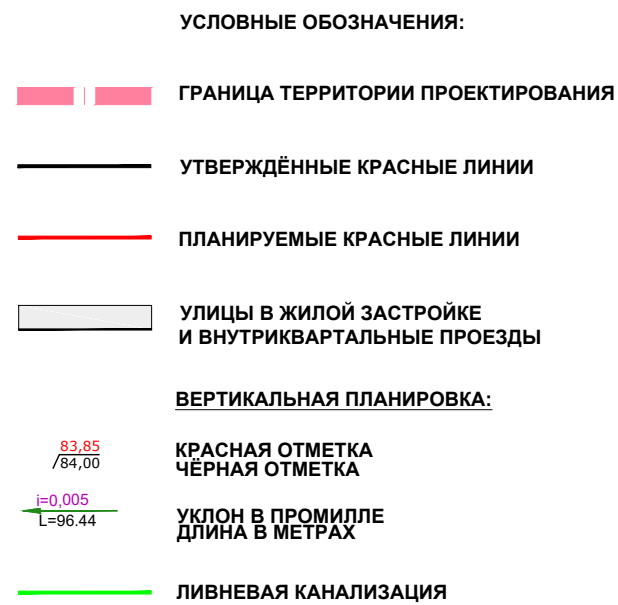 УСЛОВНЫЕ ОБОЗНАЧЕНИЯ:
ГРАНИЦА ТЕРРИТОРИИ ПРОЕКТИРОВАНИЯ
УТВЕРЖДЁННЫЕ КРАСНЫЕ ЛИНИИ
ПЛАНИРУЕМЫЕ КРАСНЫЕ ЛИНИИ
УЛИЦЫ В ЖИЛОЙ ЗАСТРОЙКЕ
И ВНУТРИКВАРТАЛЬНЫЕ ПРОЕЗДЫ
ВЕРТИКАЛЬНАЯ ПЛАНИРОВКА:
83,85 КРАСНАЯ ОТМЕТКА
84,00 ЧЁРНАЯ ОТМЕТКА
i=0,005 УКЛОН В ПРОМИЛЛЕ
L=96.44 ДЛИНА В МЕТРАХ
ЛИВНЕВАЯ КАНАЛИЗАЦИЯ